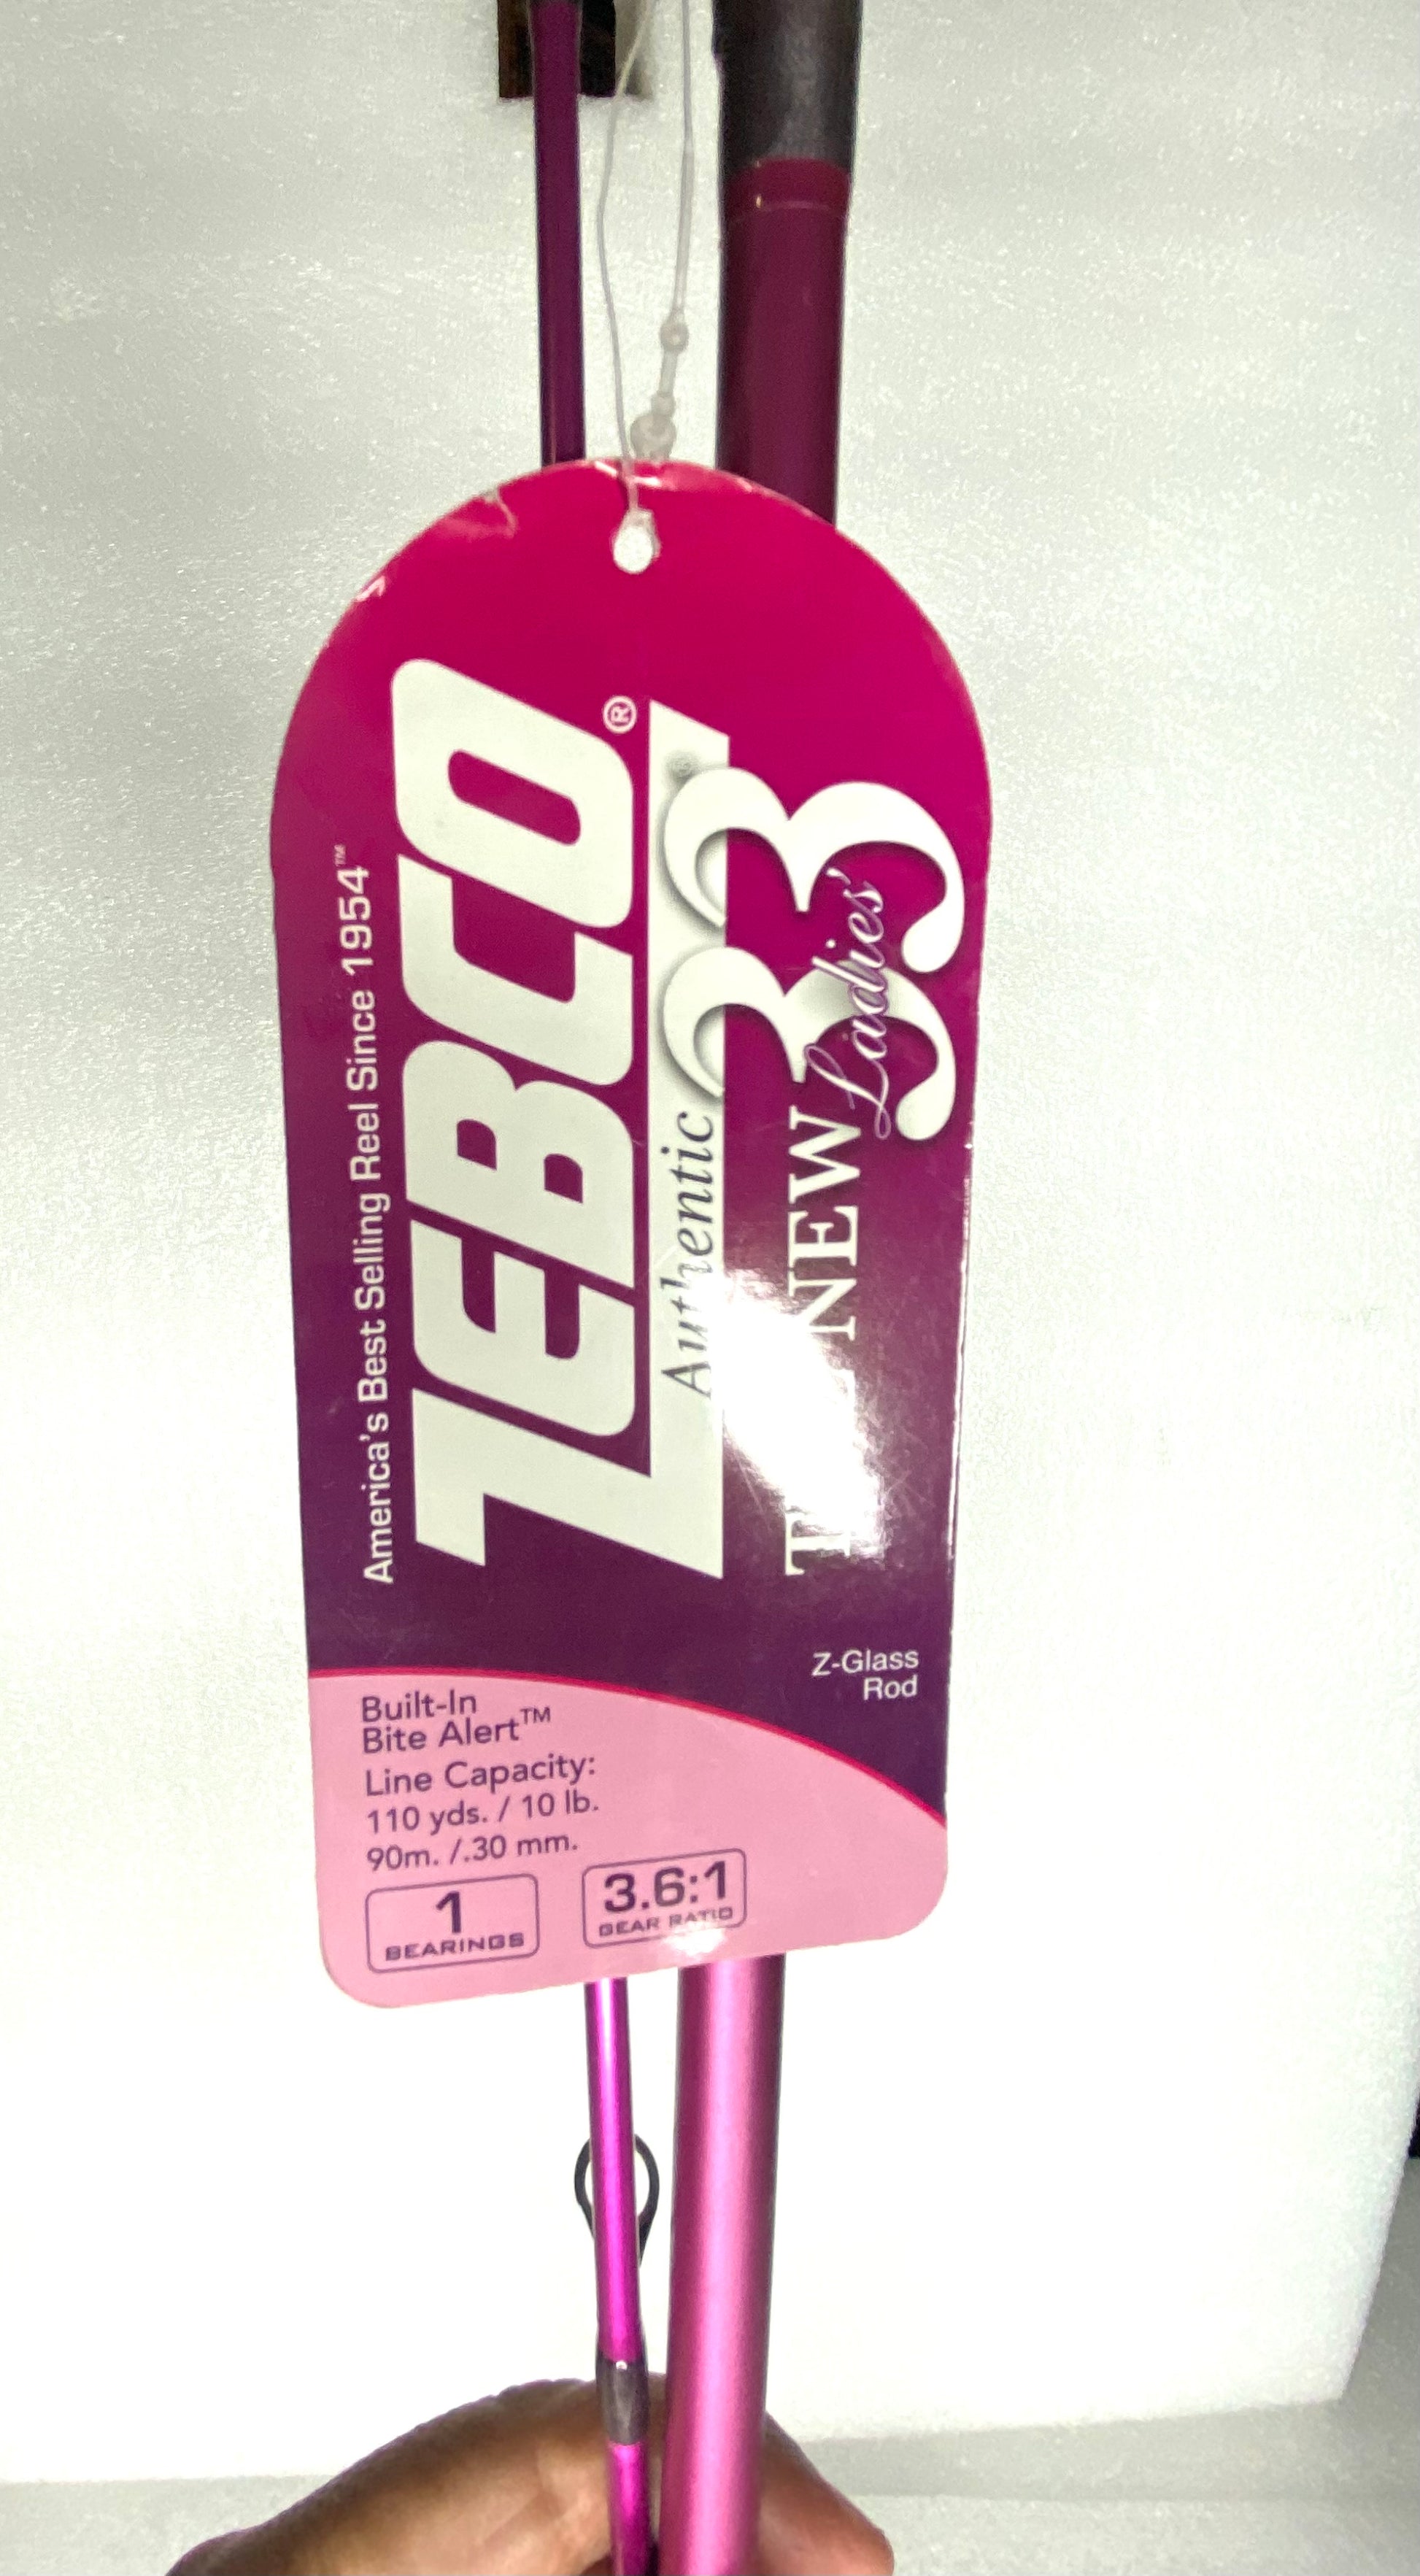 America's Best Selling Reel Since 1954™
ZEBCO®
Authentic 33®
NEW Ladies' 33
Z-Glass
Rod
Built-In
Bite Alert™
Line Capacity:
110 yds. / 10 lb.
90m. /.30 mm.
1
BEARINGS
3.6:1
GEAR RATIO